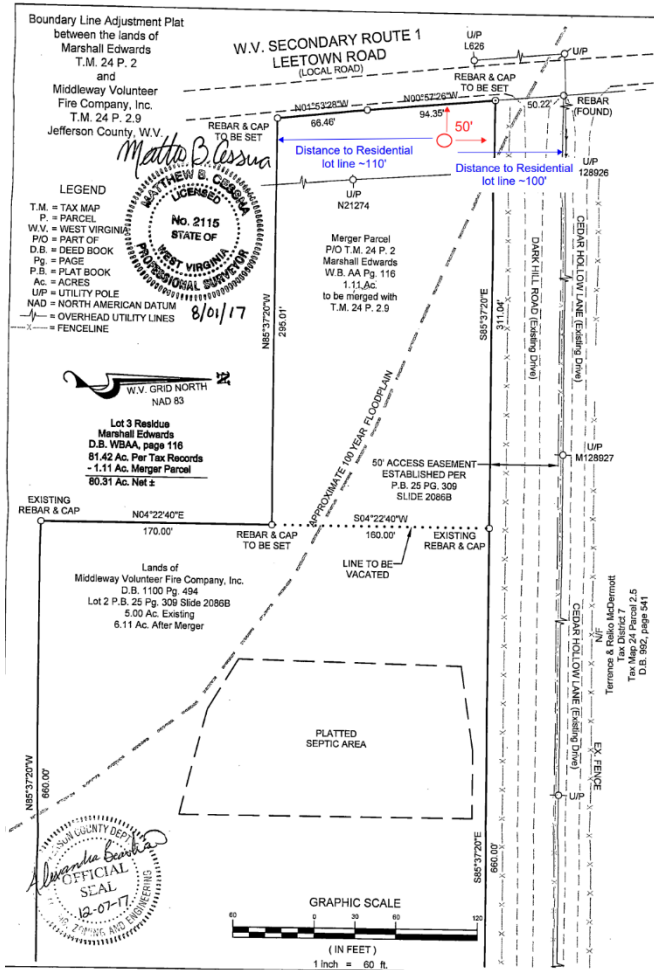 Boundary Line Adjustment Plat
between the lands of
Marshall Edwards
T.M. 24 P. 2
and
Middleway Volunteer
Fire Company, Inc.
T.M. 24 P. 2.9
Jefferson County, W.V.
W.V. SECONDARY ROUTE 1
LEETOWN ROAD
(LOCAL ROAD)
U/P
L626
U/P
REBAR & CAP
TO BE SET
N01°53'28"W
66.46'
N00°57'26"W
94.35'
50.22'
REBAR
(FOUND)
REBAR & CAP
TO BE SET
50'
Distance to Residential
lot line ~110'
Distance to Residential
lot line ~100'
U/P
128926
U/P
N21274
Matthew B. Cessna
MATTHEW B. CESSNA
LICENSED
No. 2115
STATE OF
WEST VIRGINIA
PROFESSIONAL SURVEYOR
8/01/17
LEGEND
T.M. = TAX MAP
P. = PARCEL
W.V. = WEST VIRGINIA
P/O = PART OF
D.B. = DEED BOOK
Pg. = PAGE
P.B. = PLAT BOOK
Ac. = ACRES
U/P = UTILITY POLE
NAD = NORTH AMERICAN DATUM
= OVERHEAD UTILITY LINES
---X--- = FENCELINE
Merger Parcel
P/O T.M. 24 P. 2
Marshall Edwards
W.B. AA Pg. 116
1.11 Ac.
to be merged with
T.M. 24 P. 2.9
N85°37'20"W
295.01'
S85°37'20"E
311.04'
DARK HILL ROAD (Existing Drive)
CEDAR HOLLOW LANE (Existing Drive)
N
W.V. GRID NORTH
NAD 83
Lot 3 Residue
Marshall Edwards
D.B. WBAA, page 116
81.42 Ac. Per Tax Records
- 1.11 Ac. Merger Parcel
80.31 Ac. Net ±
APPROXIMATE 100 YEAR FLOODPLAIN
50' ACCESS EASEMENT
ESTABLISHED PER
P.B. 25 PG. 309
SLIDE 2086B
U/P
M128927
EXISTING
REBAR & CAP
N04°22'40"E
170.00'
REBAR & CAP
TO BE SET
S04°22'40"W
160.00'
EXISTING
REBAR & CAP
LINE TO BE
VACATED
Lands of
Middleway Volunteer Fire Company, Inc.
D.B. 1100 Pg. 494
Lot 2 P.B. 25 Pg. 309 Slide 2086B
5.00 Ac. Existing
6.11 Ac. After Merger
CEDAR HOLLOW LANE (Existing Drive)
N/F
Terrence & Reiko McDermott
Tax District 7
Tax Map 24 Parcel 2.5
D.B. 992, page 541
EX. FENCE
PLATTED
SEPTIC AREA
U/P
N85°37'20"W
660.00'
S85°37'20"E
660.00'
SON COUNTY DEPT
OFFICIAL
SEAL
12-07-17
ZONING AND ENGINEERING
GRAPHIC SCALE
60 0 30 60 120
( IN FEET )
1 inch = 60 ft.